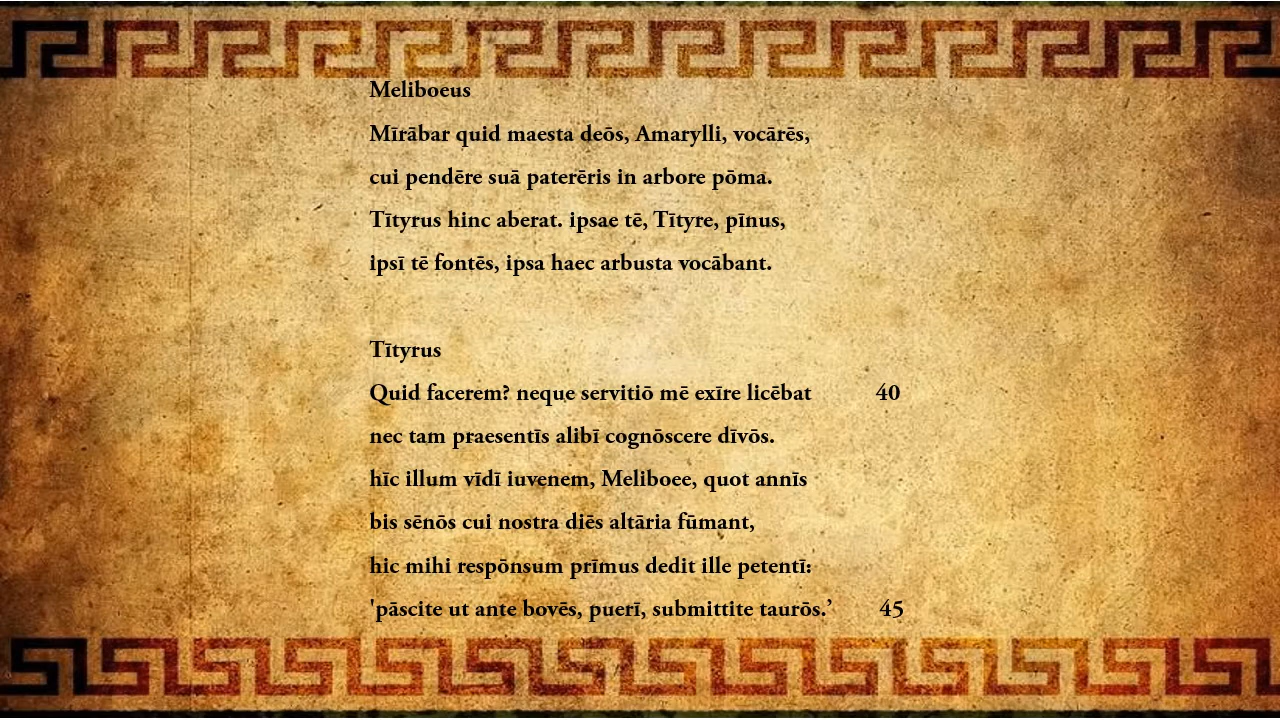 Meliboeus
Mīrābar quid maesta deōs, Amarylli, vocārēs,
cui pendēre suā paterēris in arbore pōma.
Tītyrus hinc aberat. ipsae tē, Tītyre, pīnus,
ipsī tē fontēs, ipsa haec arbusta vocābant.
Tītyrus
Quid facerem? neque servitiō mē exīre licēbat 40
nec tam praesentīs alibī cognōscere dīvōs.
hīc illum vīdī iuvenem, Meliboee, quot annīs
bis sēnōs cui nostra diēs altāria fūmant,
hic mihi respōnsum prīmus dedit ille petentī:
'pāscite ut ante bovēs, puerī, submittite taurōs.’ 45